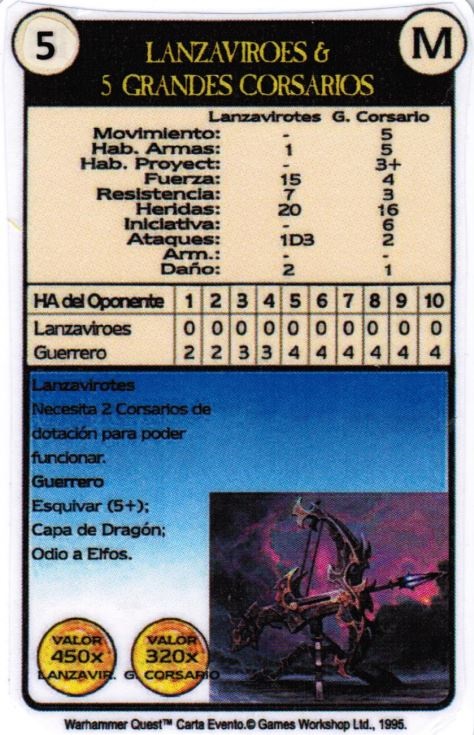 5
M
LANZAVIROES &
5 GRANDES CORSARIOS
Lanzavirotes G. Corsario
Movimiento: - 5
Hab. Armas: 1 5
Hab. Proyect: - 3+
Fuerza: 15 4
Resistencia: 7 3
Heridas: 20 16
Iniciativa: - 6
Ataques: 1D3 2
Arm.: - -
Daño: 2 1
HA del Oponente 1 2 3 4 5 6 7 8 9 10
Lanzaviroes 0 0 0 0 0 0 0 0 0 0
Guerrero 2 2 3 3 4 4 4 4 4 4
Lanzavirotes
Necesita 2 Corsarios de
dotación para poder
funcionar.
Guerrero
Esquivar (5+);
Capa de Dragón;
Odio a Elfos.
VALOR
450x
LANZAVIR.
VALOR
320x
G. CORSARIO
Warhammer Quest™ Carta Evento.© Games Workshop Ltd., 1995.